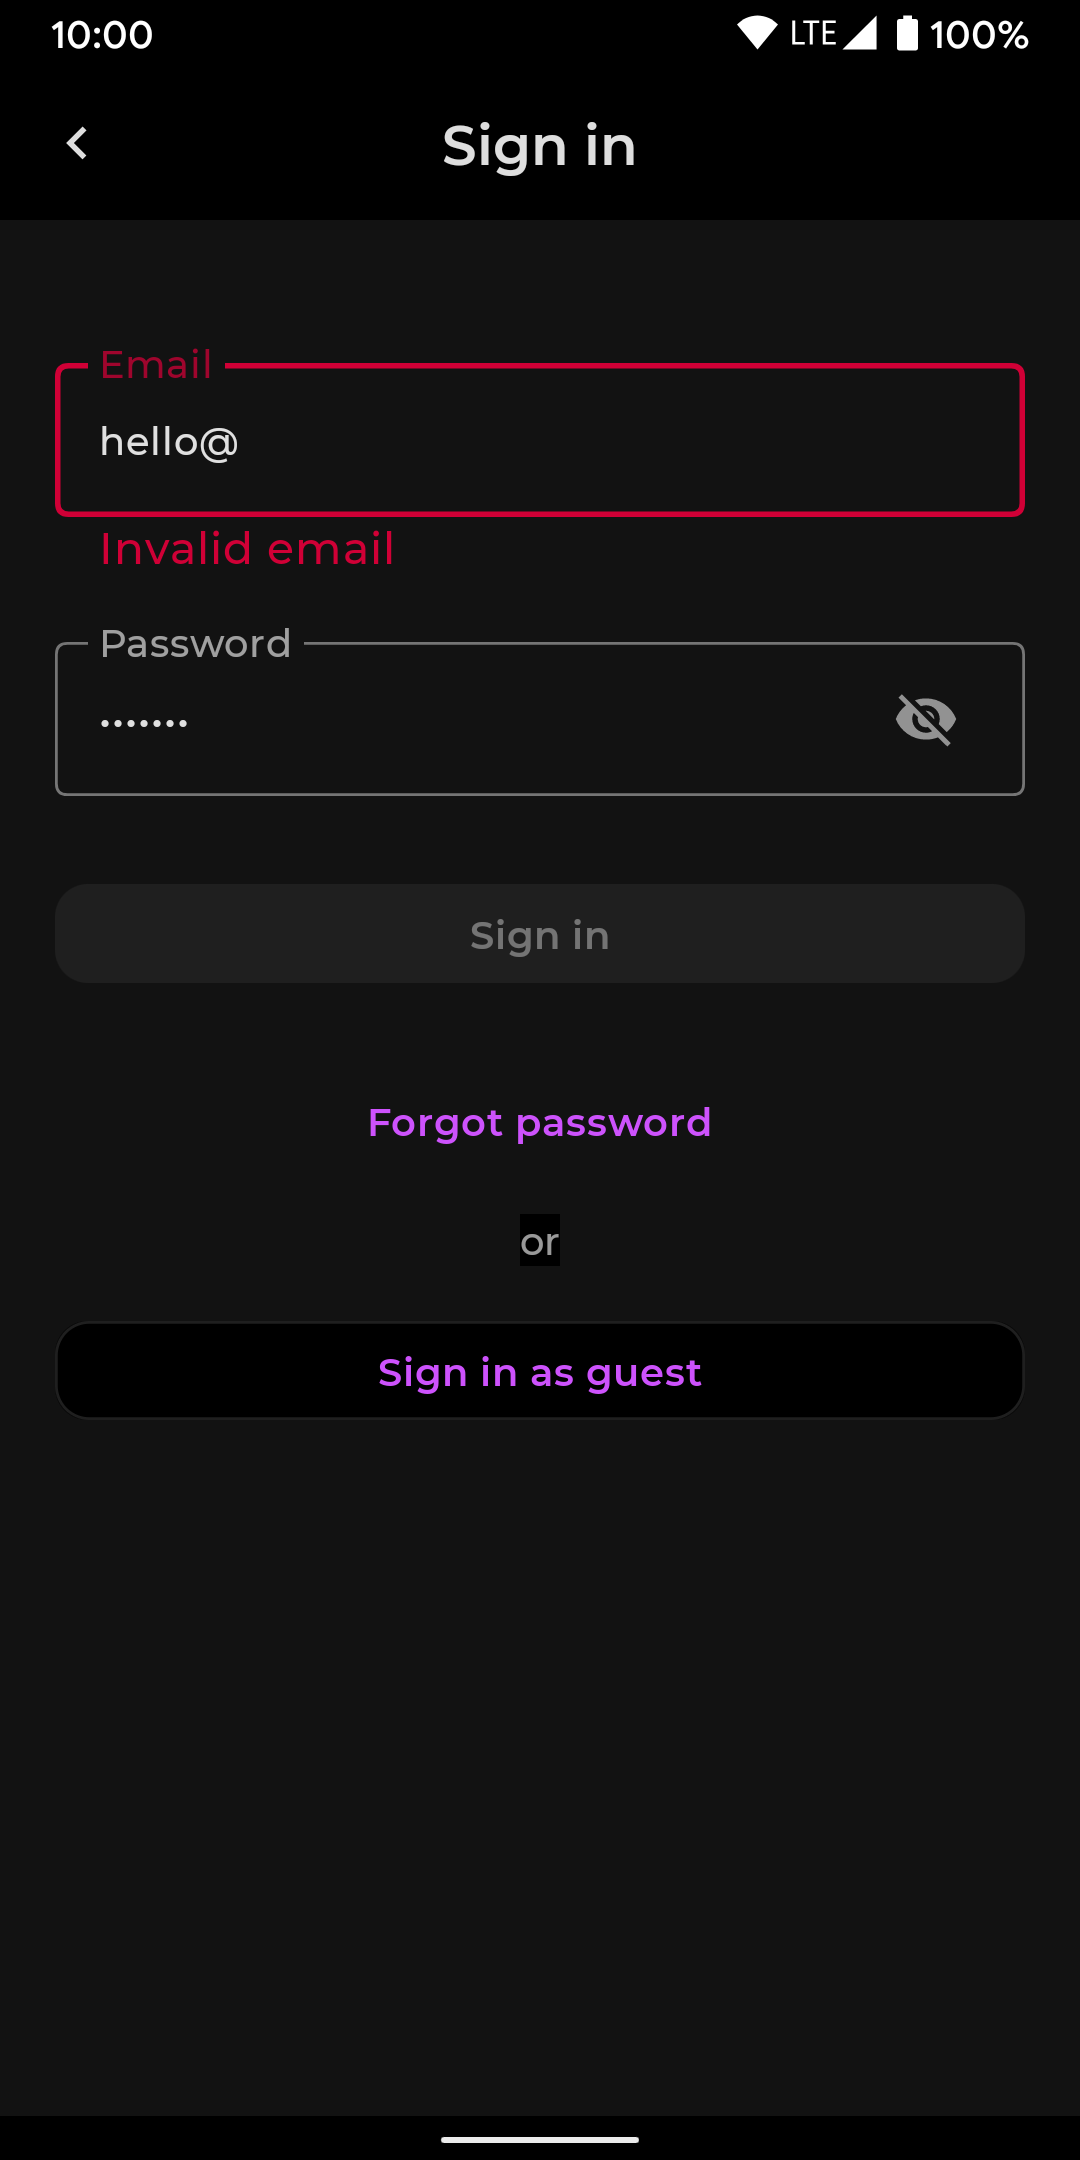 10:00 LTE 100%
Sign in
Email
hello@
Invalid email
Password
•••••••
Sign in
Forgot password
or
Sign in as guest